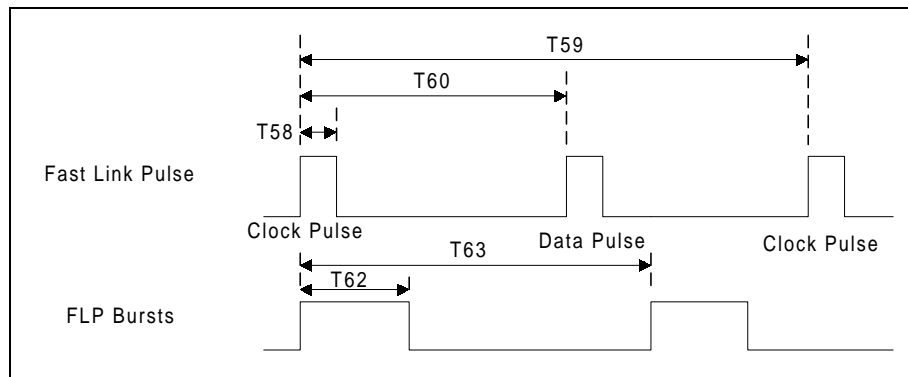 T59
T60
T58
Fast Link Pulse
Clock Pulse
Data Pulse
Clock Pulse
T63
T62
FLP Bursts